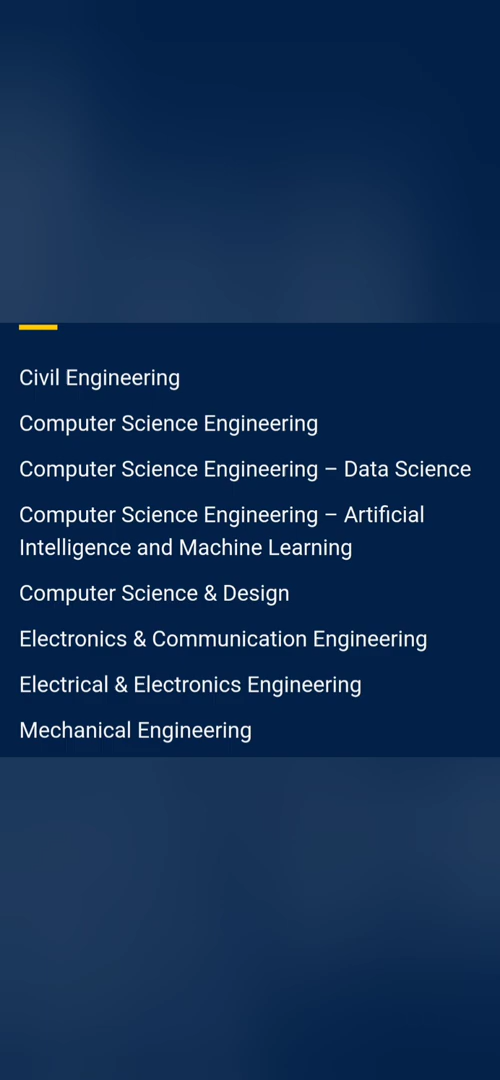 Civil Engineering
Computer Science Engineering
Computer Science Engineering – Data Science
Computer Science Engineering – Artificial
Intelligence and Machine Learning
Computer Science & Design
Electronics & Communication Engineering
Electrical & Electronics Engineering
Mechanical Engineering